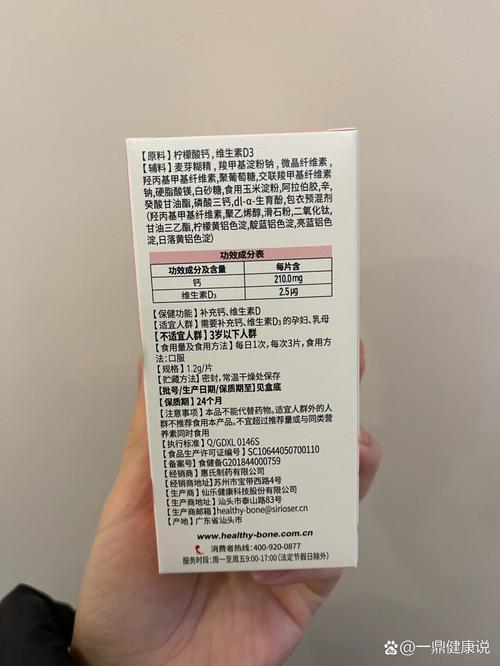 【原料】柠檬酸钙,维生素D3
【辅料】麦芽糊精,羧甲基淀粉钠,微晶纤维素,
羟丙基甲基纤维素,聚葡萄糖,交联羧甲基纤维素
钠,硬脂酸镁,白砂糖,食用玉米淀粉,阿拉伯胶,辛,
癸酸甘油酯,磷酸三钙,dl-α-生育酚,包衣预混剂
(羟丙基甲基纤维素,聚乙烯醇,滑石粉,二氧化钛,
甘油三乙酯,柠檬黄铝色淀,靛蓝铝色淀,亮蓝铝色
淀,日落黄铝色淀)
功效成分表
功效成分及含量 每片含
钙 210.0mg
维生素D₃ 2.5μg
【保健功能】补充钙、维生素D
【适宜人群】需要补充钙、维生素D₃的孕妇、乳母
【不适宜人群】3岁以下人群
【食用量及食用方法】每日1次,每次3片,食用方
法:口服
【规格】1.2g/片
【贮藏方法】密封,常温干燥处保存
【批号/生产日期/保质期至】见盒底
【保质期】24个月
【注意事项】本品不能代替药物。适宜人群外的人
群不推荐食用本产品。不宜超过推荐量或与同类营
养素同时食用
【执行标准】Q/GDXL 0146S
【食品生产许可证编号】SC10644050700110
【备案号】食健备G201844000759
【经销商】惠氏制药有限公司
【经销商地址】苏州市宝带西路4号
【生产商】仙乐健康科技股份有限公司
【生产商地址】汕头市泰山路83号
【生产商邮箱】healthy-bone@sirioser.cn
【产地】广东省汕头市
www.healthy-bone.com.cn
消费者热线:400-920-0877
服务时段:周一至周五9:00-17:00(法定节假日除外)
@一鼎健康说